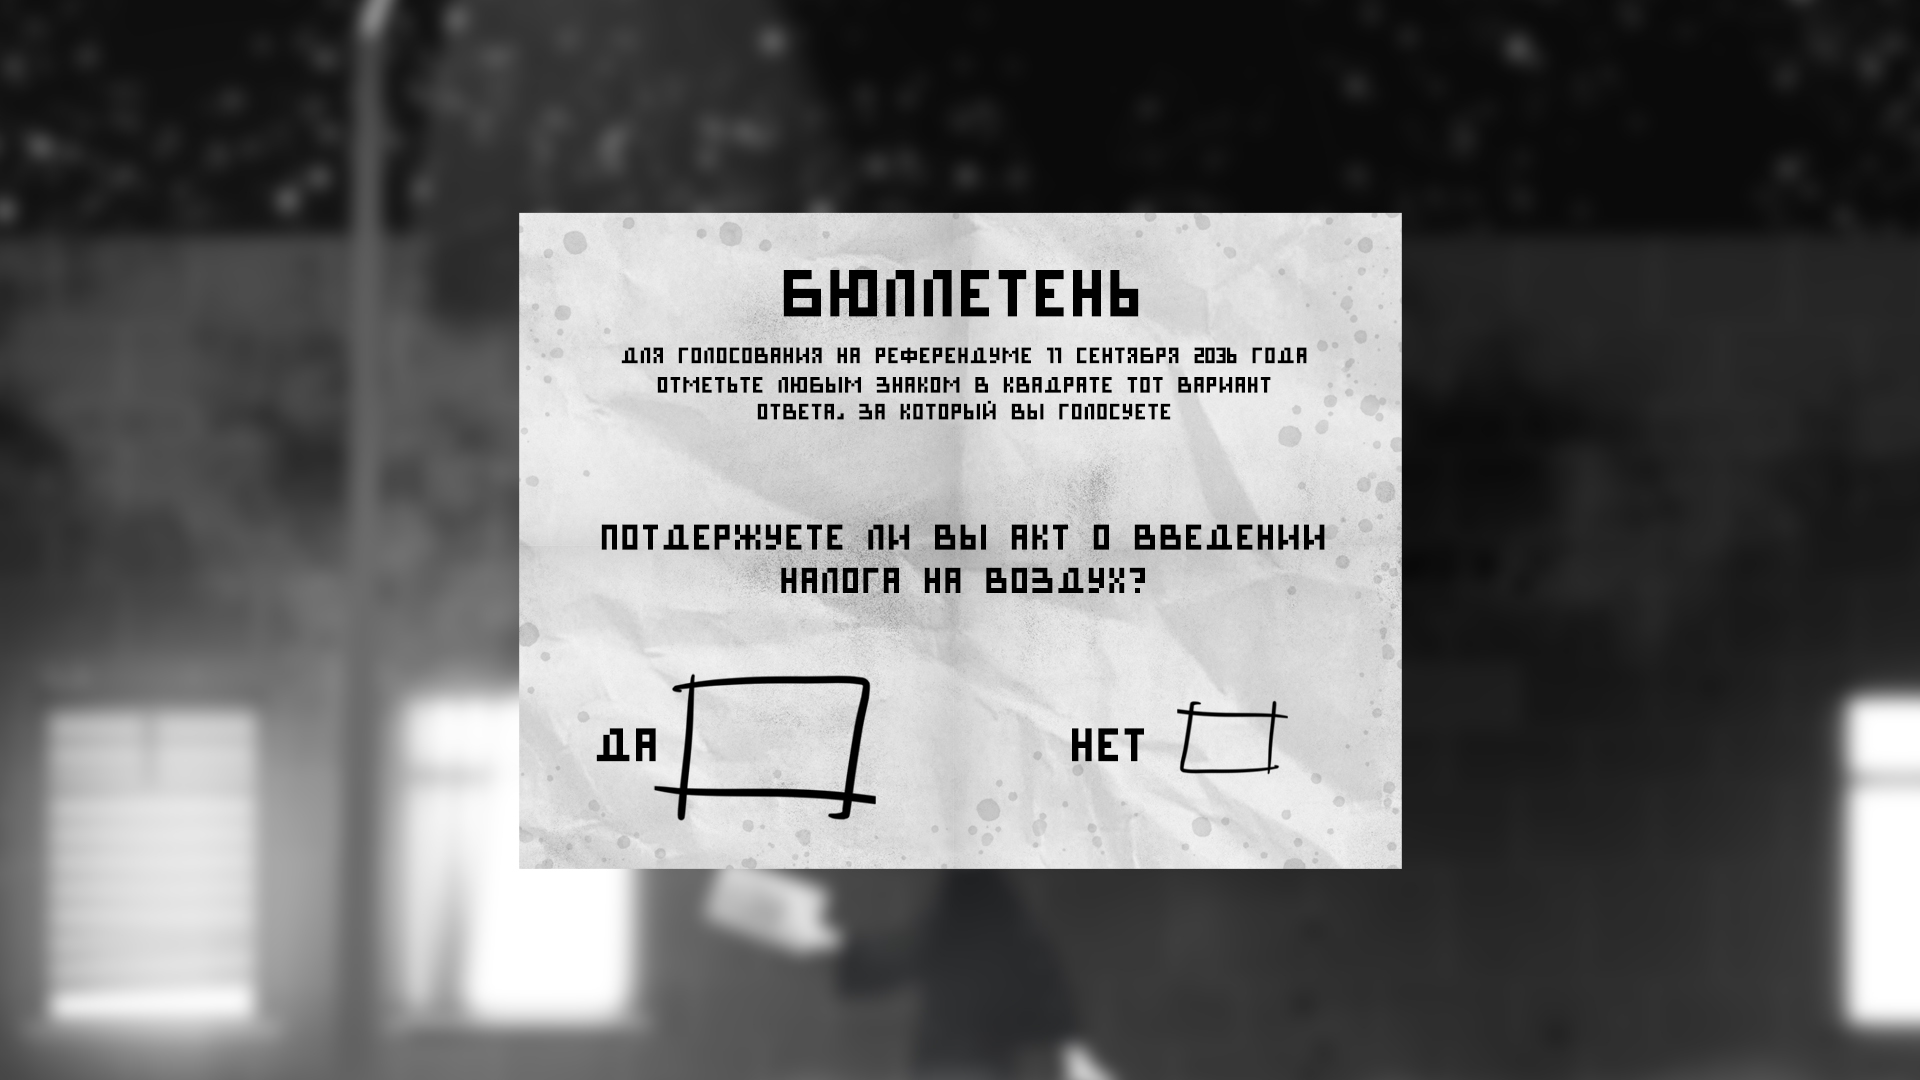 БЮЛЛЕТЕНЬ
ДЛЯ ГОЛОСОВАНИЯ НА РЕФЕРЕНДУМЕ 11 СЕНТЯБРЯ 2036 ГОДА
ОТМЕТЬТЕ ЛЮБЫМ ЗНАКОМ В КВАДРАТЕ ТОТ ВАРИАНТ
ОТВЕТА, ЗА КОТОРЫЙ ВЫ ГОЛОСУЕТЕ
ПОТДЕРЖУЕТЕ ЛИ ВЫ АКТ О ВВЕДЕНИИ
НАЛОГА НА ВОЗДУХ?
ДА НЕТ